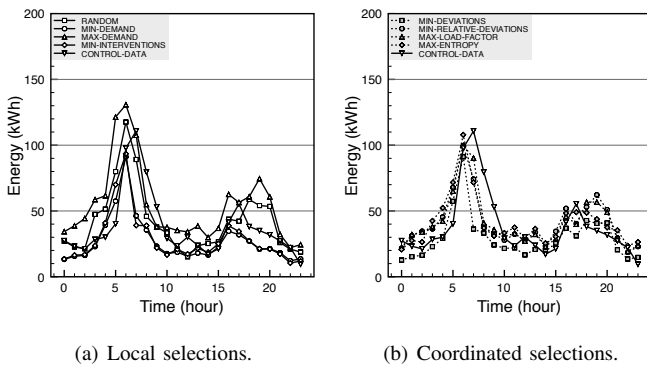 RANDOM
MIN-DEMAND
MAX-DEMAND
MIN-INTERVENTIONS
CONTROL-DATA
200
150
100
50
0
Energy (kWh)
0 5 10 15 20
Time (hour)
(a) Local selections.
MIN-DEVIATIONS
MIN-RELATIVE-DEVIATIONS
MAX-LOAD-FACTOR
MAX-ENTROPY
CONTROL-DATA
200
150
100
50
0
Energy (kWh)
0 5 10 15 20
Time (hour)
(b) Coordinated selections.